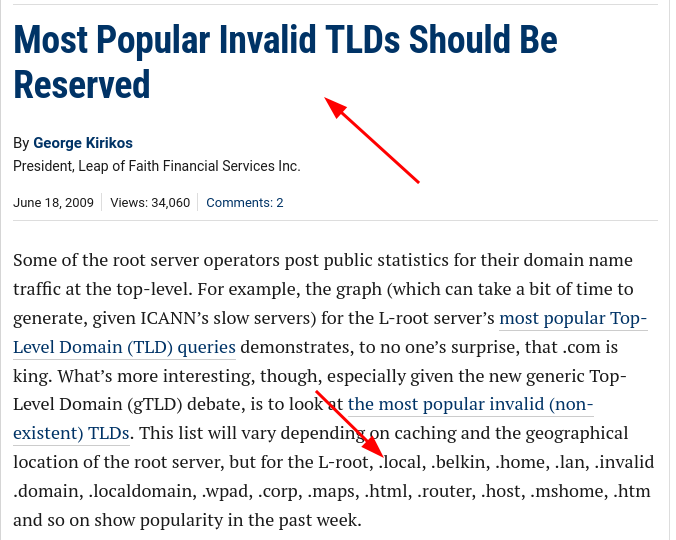 Most Popular Invalid TLDs Should Be
Reserved
By George Kirikos
President, Leap of Faith Financial Services Inc.
June 18, 2009 Views: 34,060 Comments: 2
Some of the root server operators post public statistics for their domain name
traffic at the top-level. For example, the graph (which can take a bit of time to
generate, given ICANN’s slow servers) for the L-root server’s most popular Top-
Level Domain (TLD) queries demonstrates, to no one’s surprise, that .com is
king. What’s more interesting, though, especially given the new generic Top-
Level Domain (gTLD) debate, is to look at the most popular invalid (non-
existent) TLDs. This list will vary depending on caching and the geographical
location of the root server, but for the L-root, .local, .belkin, .home, .lan, .invalid
.domain, .localdomain, .wpad, .corp, .maps, .html, .router, .host, .mshome, .htm
and so on show popularity in the past week.